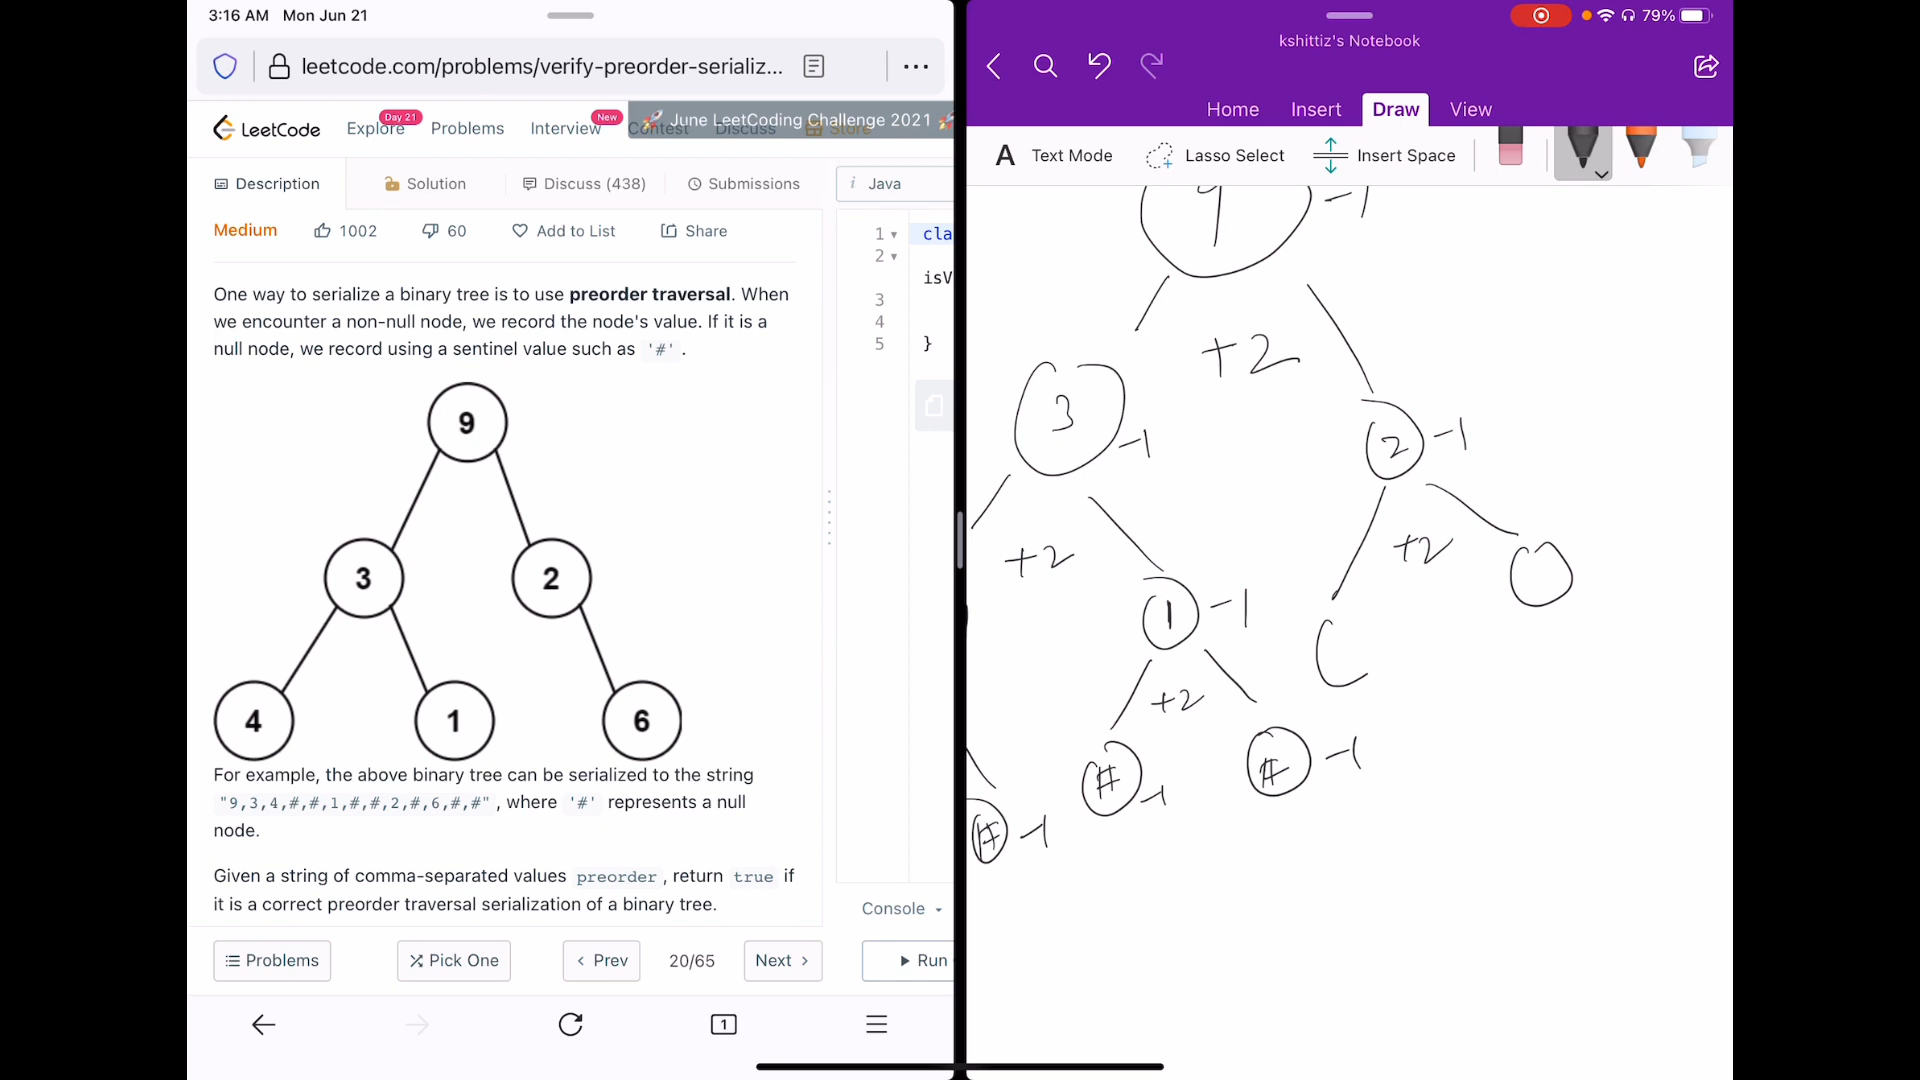 3:16 AM Mon Jun 21
leetcode.com/problems/verify-preorder-serializ...
LeetCode
Explore
Day 21
Problems
Interview
New
Contest
Discuss
Store
June LeetCoding Challenge 2021
Description
Solution
Discuss (438)
Submissions
i Java
Medium
1002
60
Add to List
Share
One way to serialize a binary tree is to use preorder traversal. When
we encounter a non-null node, we record the node's value. If it is a
null node, we record using a sentinel value such as '#'.
9
3
2
4
1
6
For example, the above binary tree can be serialized to the string
"9,3,4,#,#,1,#,#,2,#,6,#,#", where '#' represents a null
node.
Given a string of comma-separated values preorder, return true if
it is a correct preorder traversal serialization of a binary tree.
1 cla
2
isV
3
4
5 }
Console
Problems
Pick One
Prev
20/65
Next
Run
1
79%
kshittiz's Notebook
Home
Insert
Draw
View
A Text Mode
Lasso Select
Insert Space
9 -1
+2
3 -1
2 -1
+2
+2
1 -1
+2
# -1
# -1
# -1